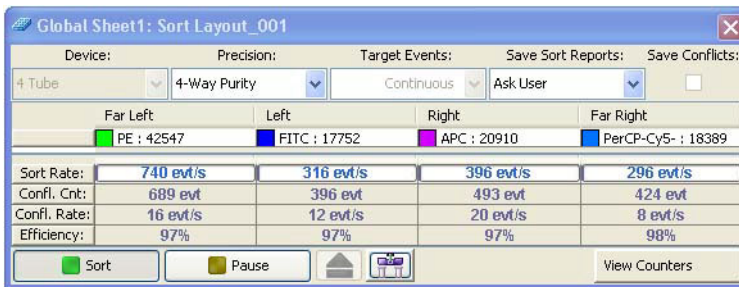 Global Sheet1: Sort Layout_001
Device: Precision: Target Events: Save Sort Reports: Save Conflicts:
4 Tube 4-Way Purity Continuous Ask User
Far Left Left Right Far Right
PE : 42547 FITC : 17752 APC : 20910 PerCP-Cy5- : 18389
Sort Rate: 740 evt/s 316 evt/s 396 evt/s 296 evt/s
Confl. Cnt: 689 evt 396 evt 493 evt 424 evt
Confl. Rate: 16 evt/s 12 evt/s 20 evt/s 8 evt/s
Efficiency: 97% 97% 97% 98%
Sort Pause View Counters